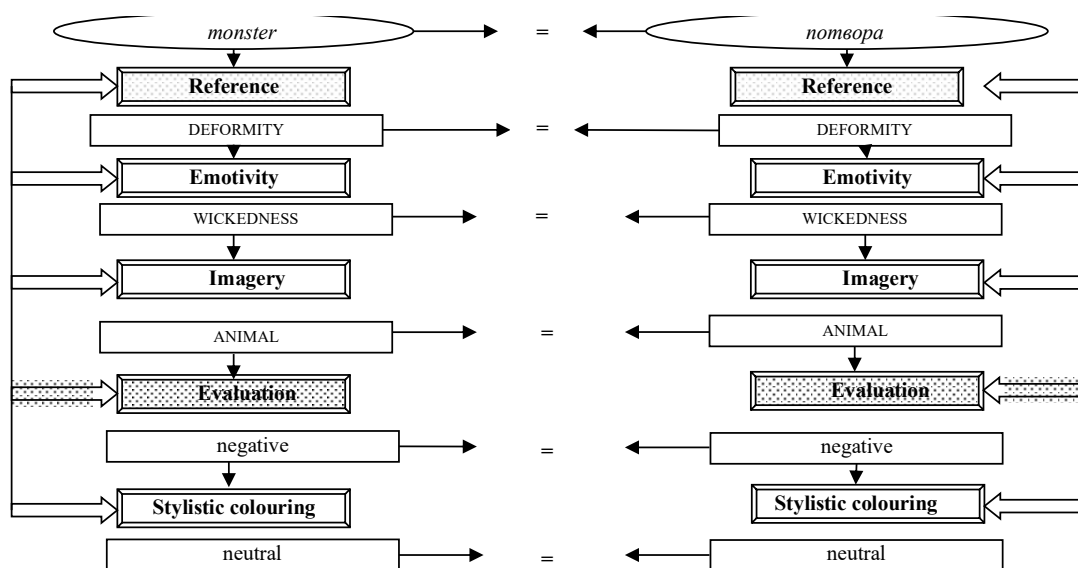 monster = потвора
Reference Reference
DEFORMITY = DEFORMITY
Emotivity Emotivity
WICKEDNESS = WICKEDNESS
Imagery Imagery
ANIMAL = ANIMAL
Evaluation Evaluation
negative = negative
Stylistic colouring Stylistic colouring
neutral = neutral